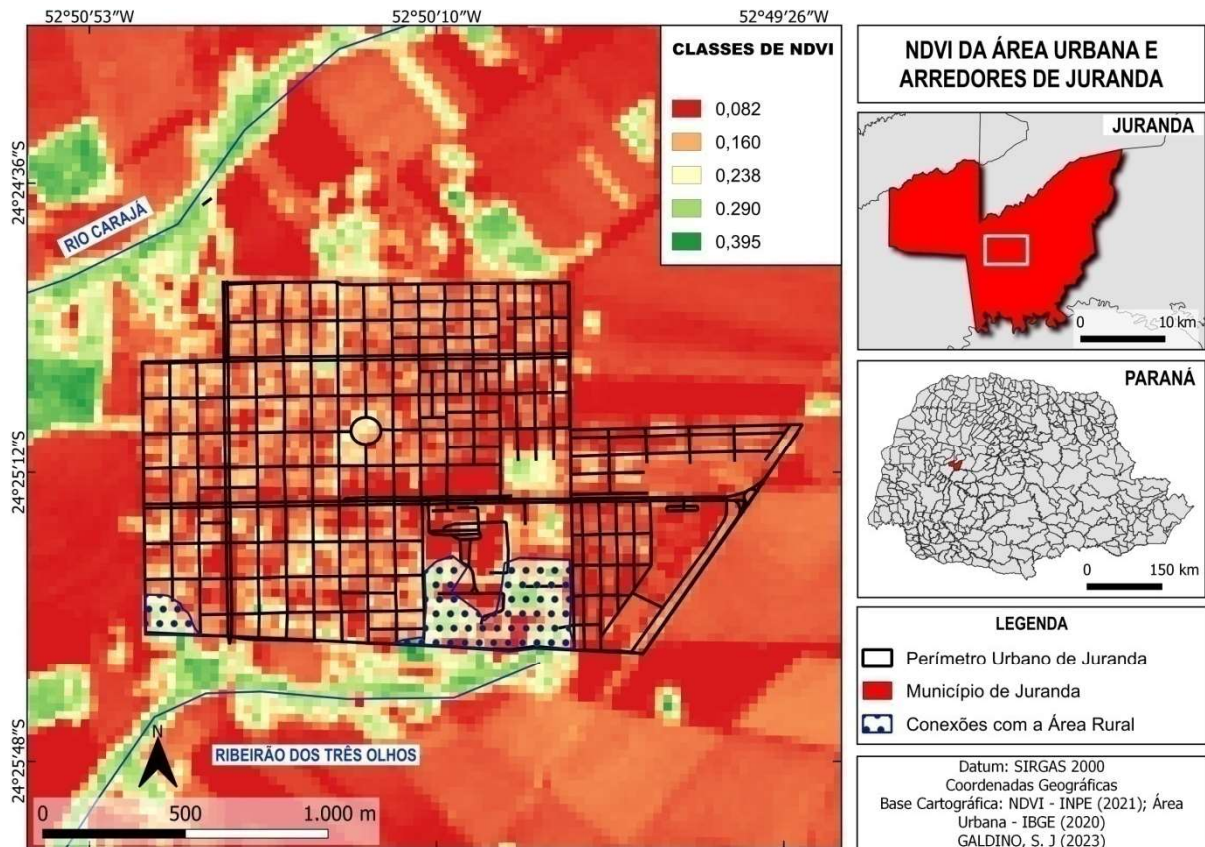 52°50'53"W
52°50'10"W
52°49'26"W
24°24'36"S
24°25'12"S
24°25'48"S
CLASSES DE NDVI
0,082
0,160
0,238
0.290
0,395
RIO CARAJÁ
RIBEIRÃO DOS TRÊS OLHOS
N
0 500 1.000 m
NDVI DA ÁREA URBANA E
ARREDORES DE JURANDA
JURANDA
0 10 km
PARANÁ
0 150 km
LEGENDA
Perímetro Urbano de Juranda
Município de Juranda
Conexões com a Área Rural
Datum: SIRGAS 2000
Coordenadas Geográficas
Base Cartográfica: NDVI - INPE (2021); Área
Urbana - IBGE (2020)
GALDINO, S. J (2023)